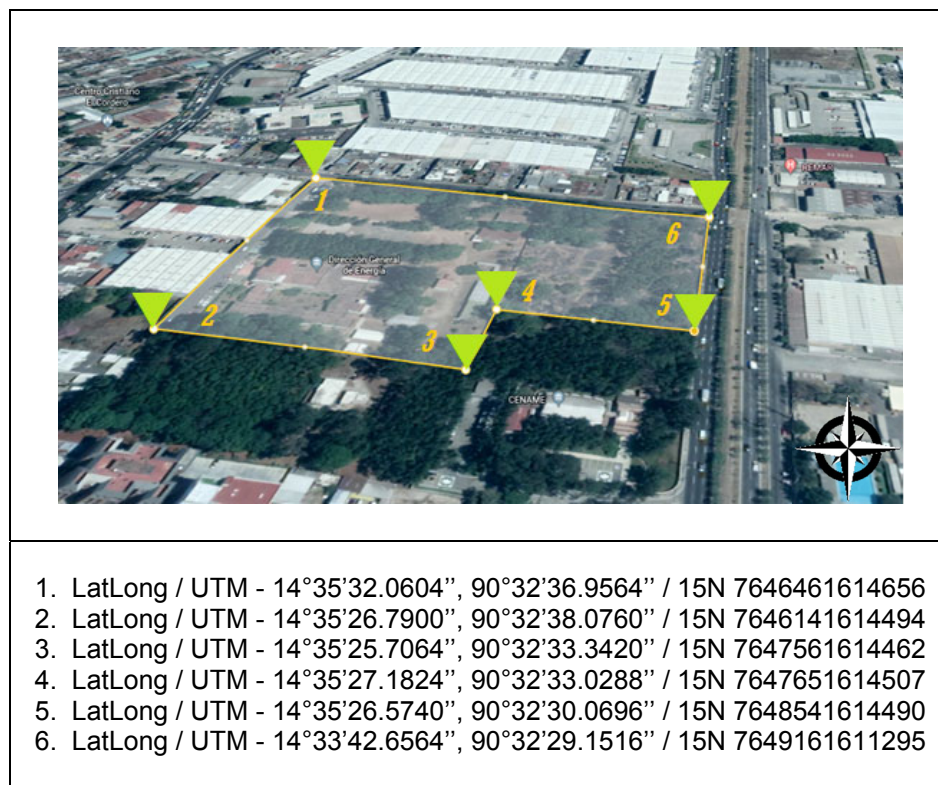 Centro Cristiano
El Cordero
REMAR
1
6
Dirección General
de Energía
4
5
2
3
CENAME
1. LatLong / UTM - 14°35’32.0604’’, 90°32’36.9564’’ / 15N 7646461614656
2. LatLong / UTM - 14°35’26.7900’’, 90°32’38.0760’’ / 15N 7646141614494
3. LatLong / UTM - 14°35’25.7064’’, 90°32’33.3420’’ / 15N 7647561614462
4. LatLong / UTM - 14°35’27.1824’’, 90°32’33.0288’’ / 15N 7647651614507
5. LatLong / UTM - 14°35’26.5740’’, 90°32’30.0696’’ / 15N 7648541614490
6. LatLong / UTM - 14°33’42.6564’’, 90°32’29.1516’’ / 15N 7649161611295